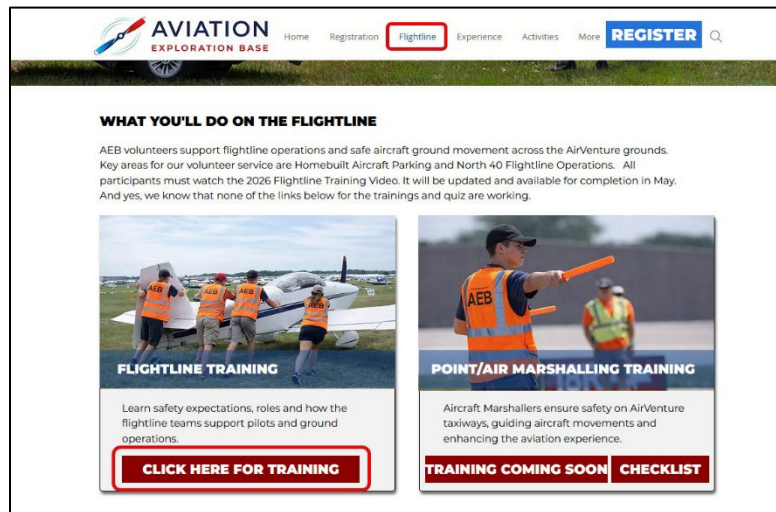 AVIATION
EXPLORATION BASE
Home Registration Flightline Experience Activities More REGISTER
WHAT YOU'LL DO ON THE FLIGHTLINE
AEB volunteers support flightline operations and safe aircraft ground movement across the AirVenture grounds.
Key areas for our volunteer service are Homebuilt Aircraft Parking and North 40 Flightline Operations. All
participants must watch the 2026 Flightline Training Video. It will be updated and available for completion in May.
And yes, we know that none of the links below for the trainings and quiz are working.
AEB AEB AEB AEB
FLIGHTLINE TRAINING
Learn safety expectations, roles and how the
flightline teams support pilots and ground
operations.
CLICK HERE FOR TRAINING
AEB
18R
POINT/AIR MARSHALLING TRAINING
Aircraft Marshallers ensure safety on AirVenture
taxiways, guiding aircraft movements and
enhancing the aviation experience.
TRAINING COMING SOON CHECKLIST